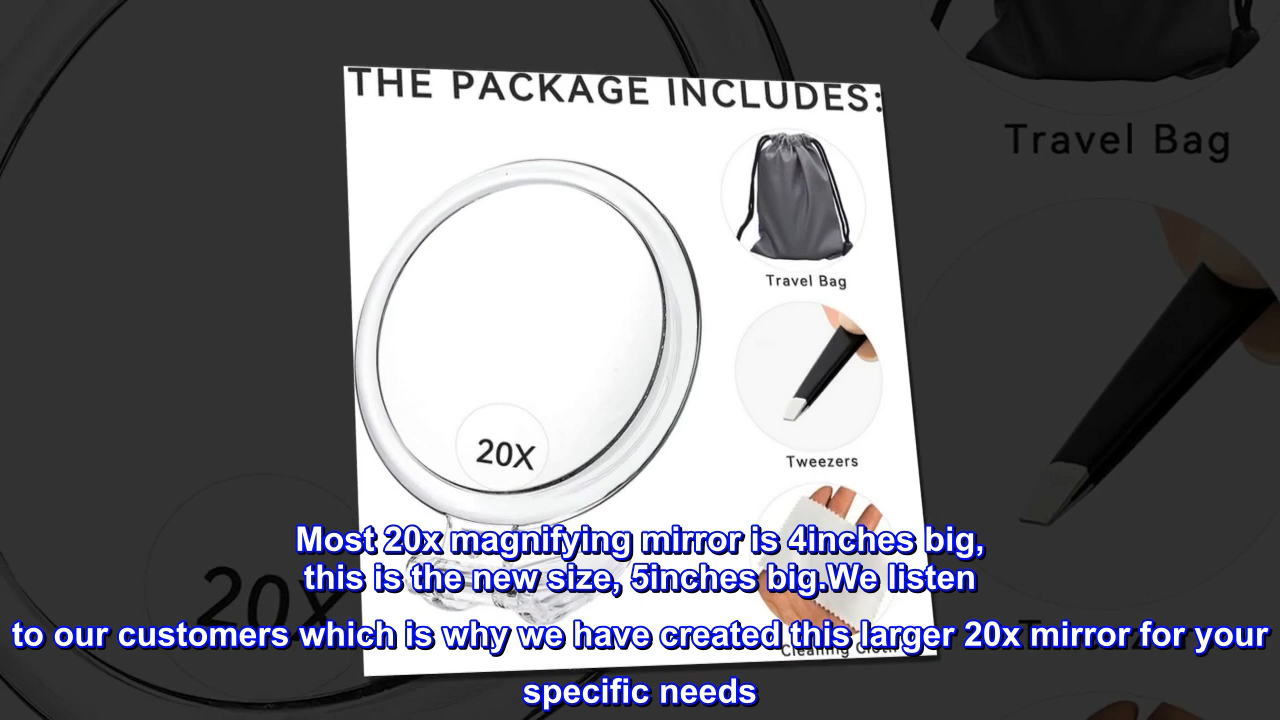 THE PACKAGE INCLUDES:
Travel Bag
Travel Bag
Tweezers
20X
20X
Most 20x magnifying mirror is 4inches big,
this is the new size, 5inches big.We listen
to our customers which is why we have created this larger 20x mirror for your
Cleaning Cloth
specific needs